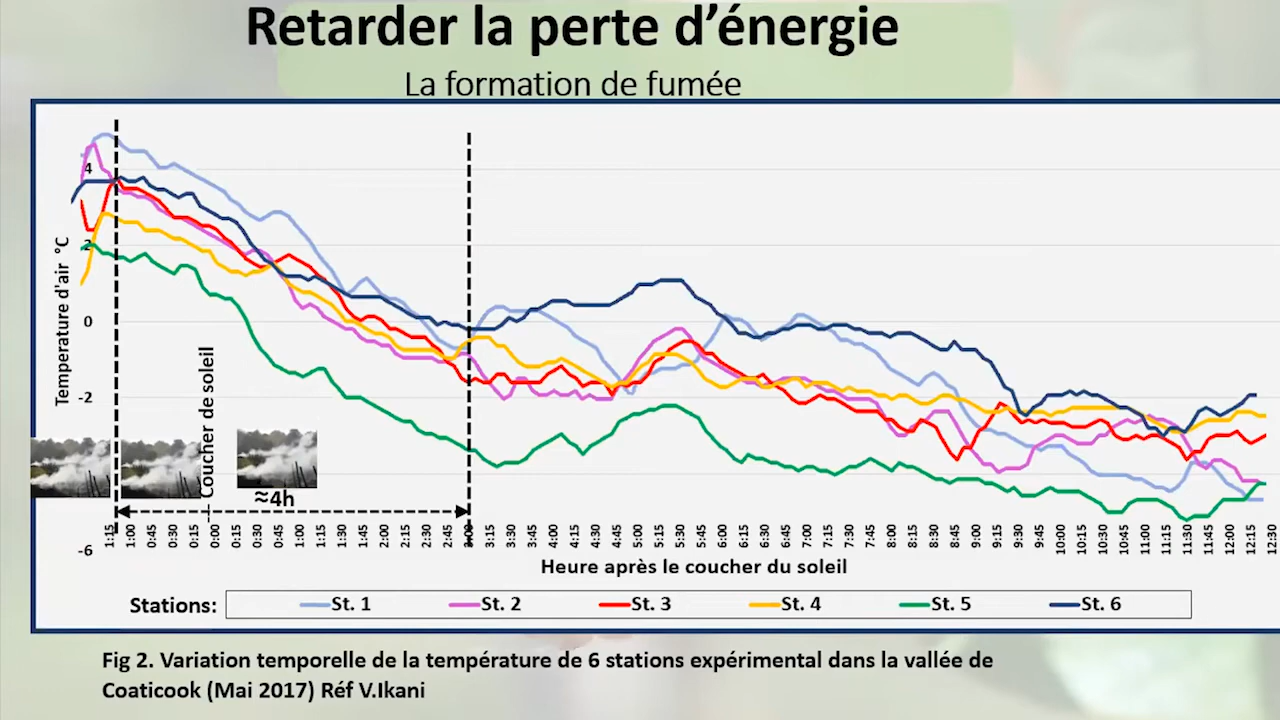 Retarder la perte d'énergie
La formation de fumée
4
2
0
-2
-6
Temperature d'air °C
Coucher de soleil
≈4h
1:15 1:00 0:45 0:30 0:15 0:00 0:15 0:30 0:45 1:00 1:15 1:30 1:45 2:00 2:15 2:30 2:45 3:00 3:15 3:30 3:45 4:00 4:15 4:30 4:45 5:00 5:15 5:30 5:45 6:00 6:15 6:30 6:45 7:00 7:15 7:30 7:45 8:00 8:15 8:30 8:45 9:00 9:15 9:30 9:45 10:00 10:15 10:30 10:45 11:00 11:15 11:30 11:45 12:00 12:15 12:30
Heure après le coucher du soleil
Stations: St. 1 St. 2 St. 3 St. 4 St. 5 St. 6
Fig 2. Variation temporelle de la température de 6 stations expérimental dans la vallée de
Coaticook (Mai 2017) Réf V.Ikani